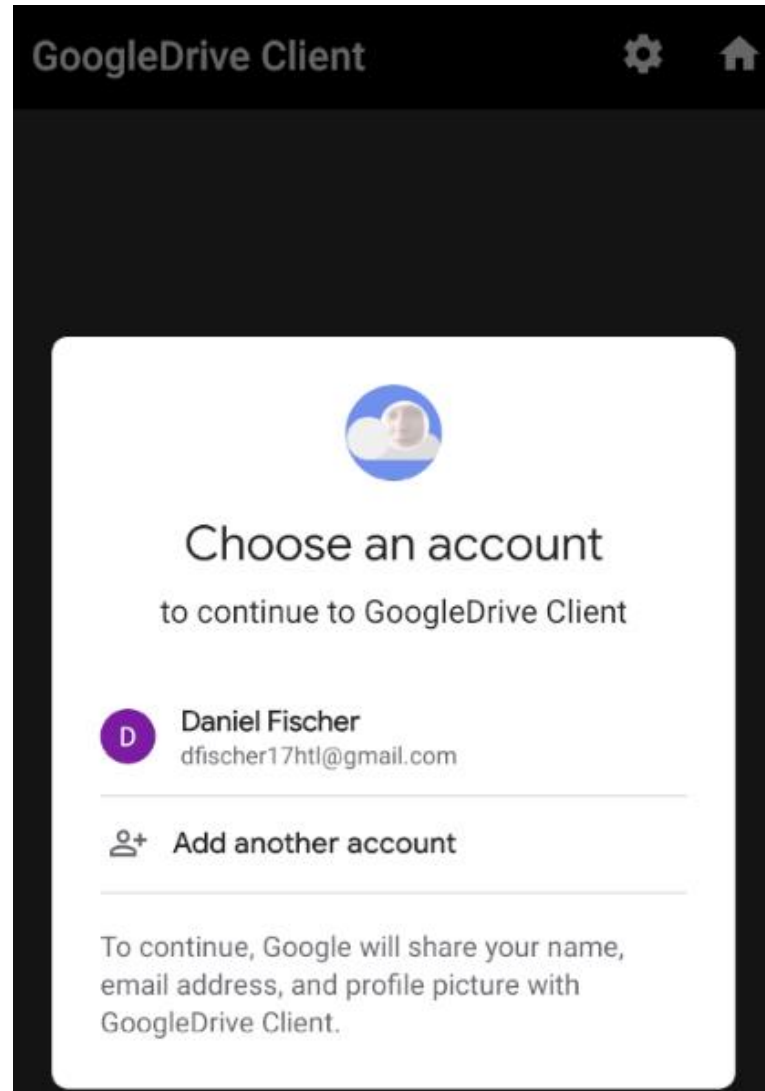 GoogleDrive Client
Choose an account
to continue to GoogleDrive Client
D
Daniel Fischer
dfischer17htl@gmail.com
Add another account
To continue, Google will share your name,
email address, and profile picture with
GoogleDrive Client.